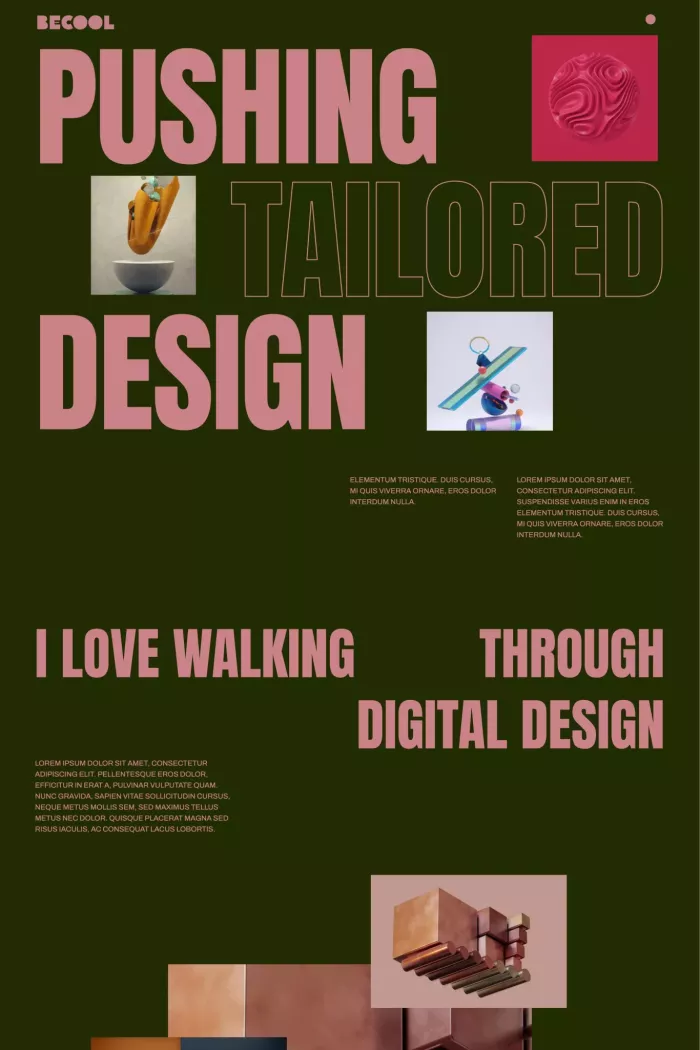 BECOOL
PUSHING
TAILORED
DESIGN
ELEMENTUM TRISTIQUE. DUIS CURSUS,
MI QUIS VIVERRA ORNARE, EROS DOLOR
INTERDUM NULLA.
LOREM IPSUM DOLOR SIT AMET,
CONSECTETUR ADIPISCING ELIT.
SUSPENDISSE VARIUS ENIM IN EROS
ELEMENTUM TRISTIQUE. DUIS CURSUS,
MI QUIS VIVERRA ORNARE, EROS DOLOR
INTERDUM NULLA.
I LOVE WALKING THROUGH
DIGITAL DESIGN
LOREM IPSUM DOLOR SIT AMET, CONSECTETUR
ADIPISCING ELIT. PELLENTESQUE EROS DOLOR,
EFFICITUR IN ERAT A, PULVINAR VULPUTATE QUAM.
NUNC GRAVIDA, SAPIEN VITAE SOLLICITUDIN CURSUS,
NEQUE METUS MOLLIS SEM, SED MAXIMUS TELLUS
METUS NEC DOLOR. QUISQUE PLACERAT MAGNA SED
RISUS IACULIS, AC CONSEQUAT LACUS LOBORTIS.